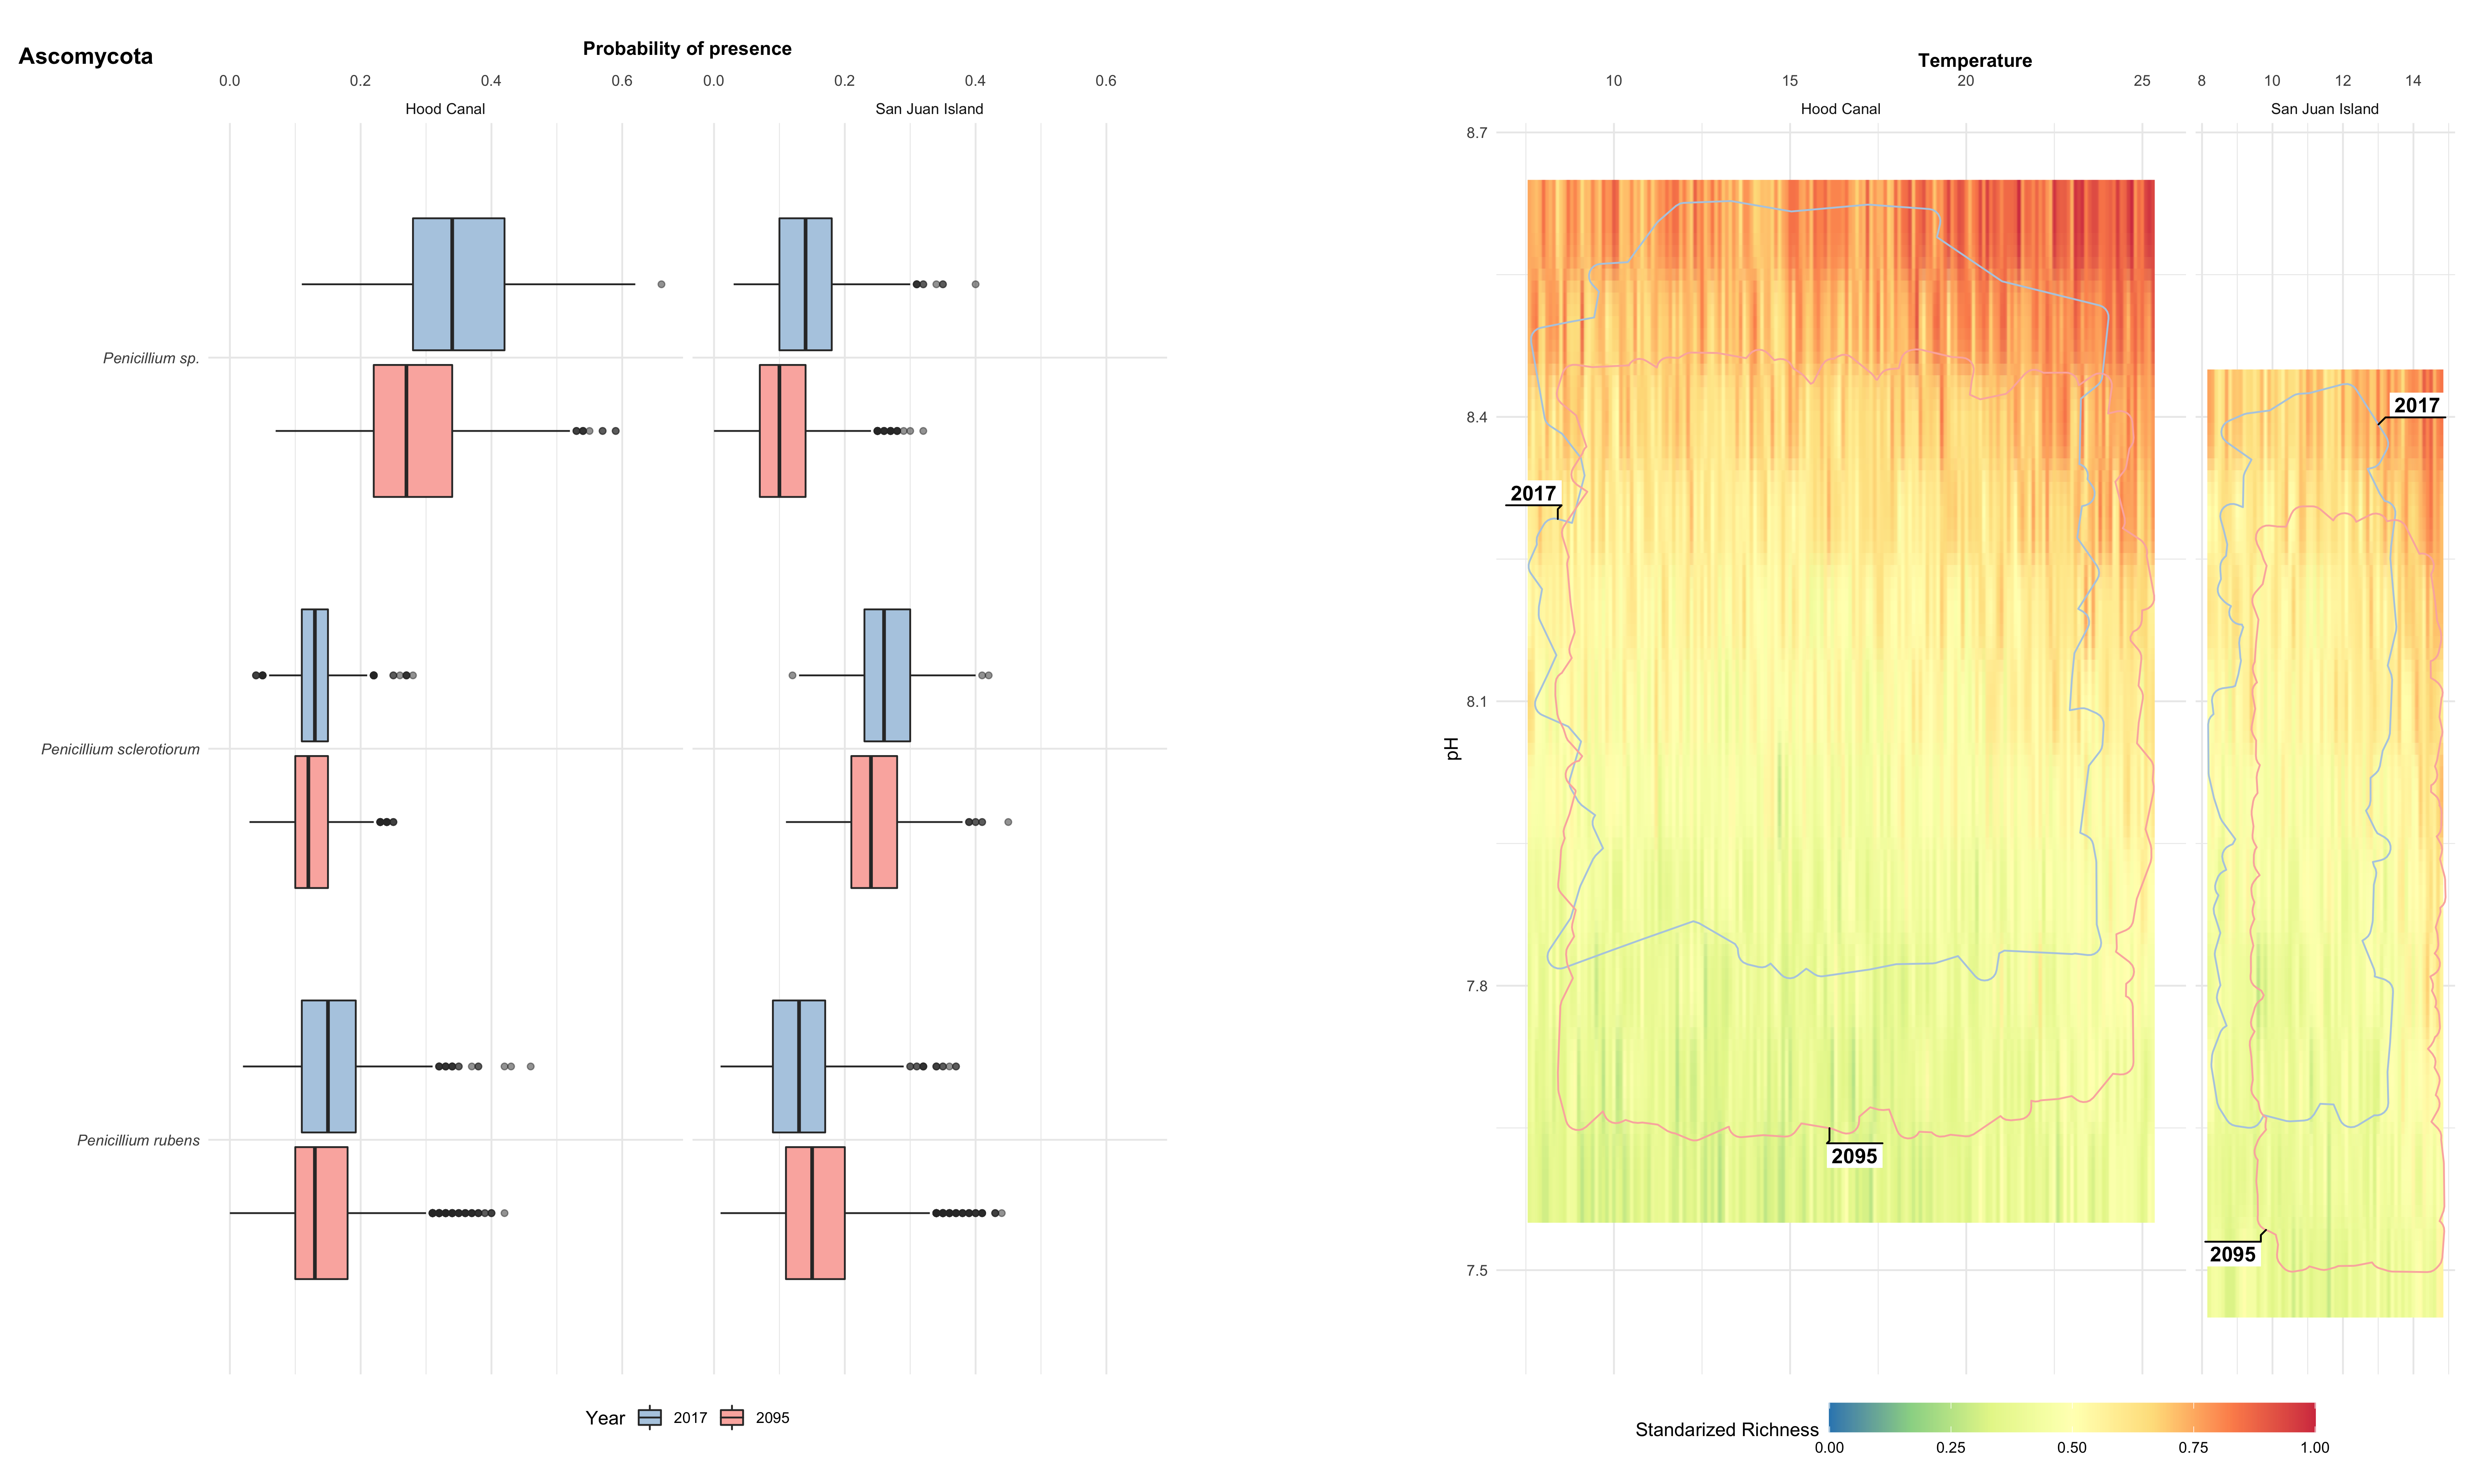 Ascomycota
Probability of presence
0.0 0.2 0.4 0.6 0.0 0.2 0.4 0.6
Hood Canal San Juan Island
Penicillium sp.
Penicillium sclerotiorum
Penicillium rubens
Year 2017 2095
Temperature
10 15 20 25 8 10 12 14
Hood Canal San Juan Island
8.7
8.4
8.1
7.8
7.5
pH
2017
2017
2095
2095
Standarized Richness
0.00 0.25 0.50 0.75 1.00